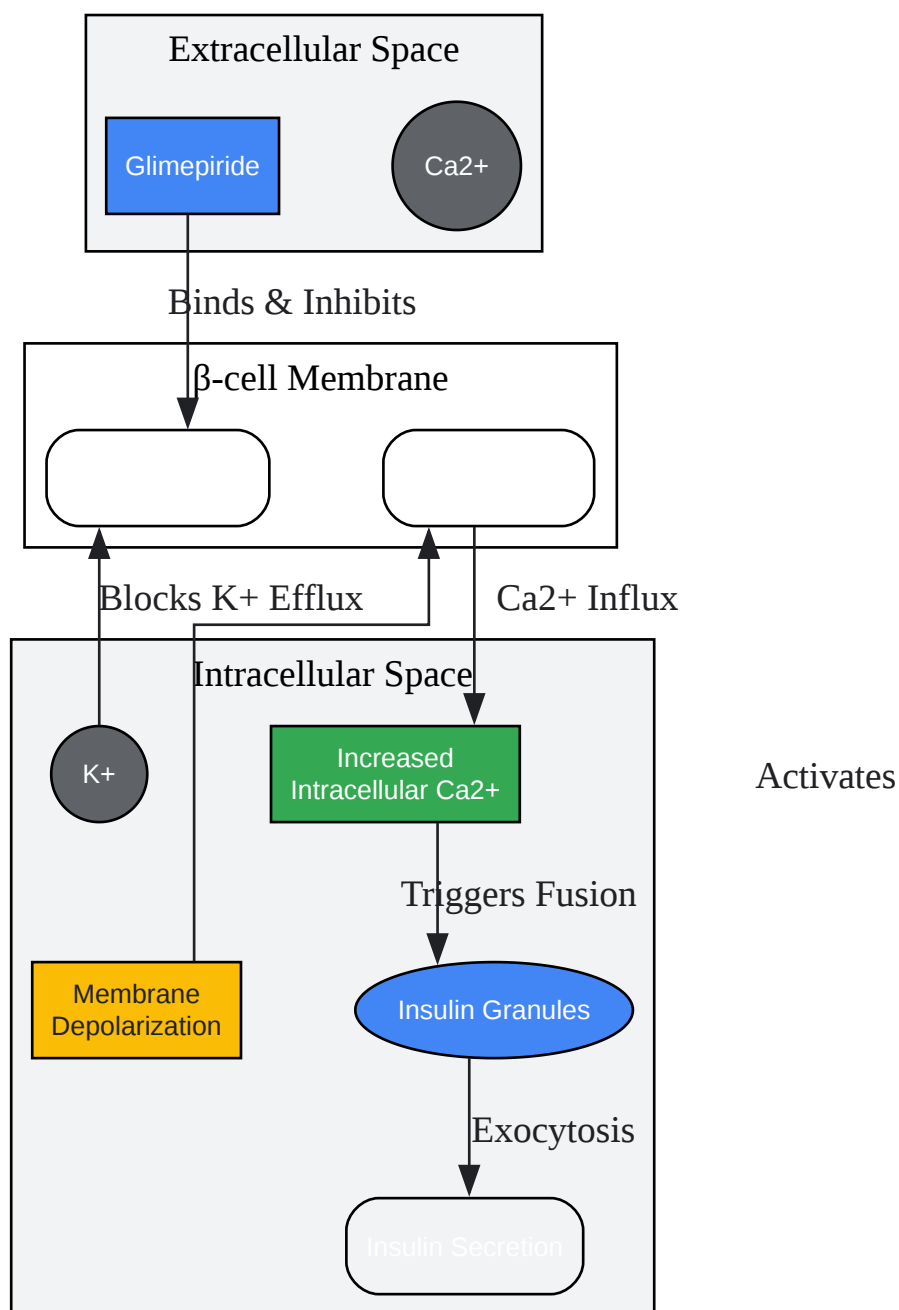 Extracellular Space
Glimepiride
Ca2+
Binds & Inhibits
β-cell Membrane
Blocks K+ Efflux
Ca2+ Influx
Intracellular Space
K+
Increased
Intracellular Ca2+
Activates
Triggers Fusion
Membrane
Depolarization
Insulin Granules
Exocytosis
Insulin Secretion